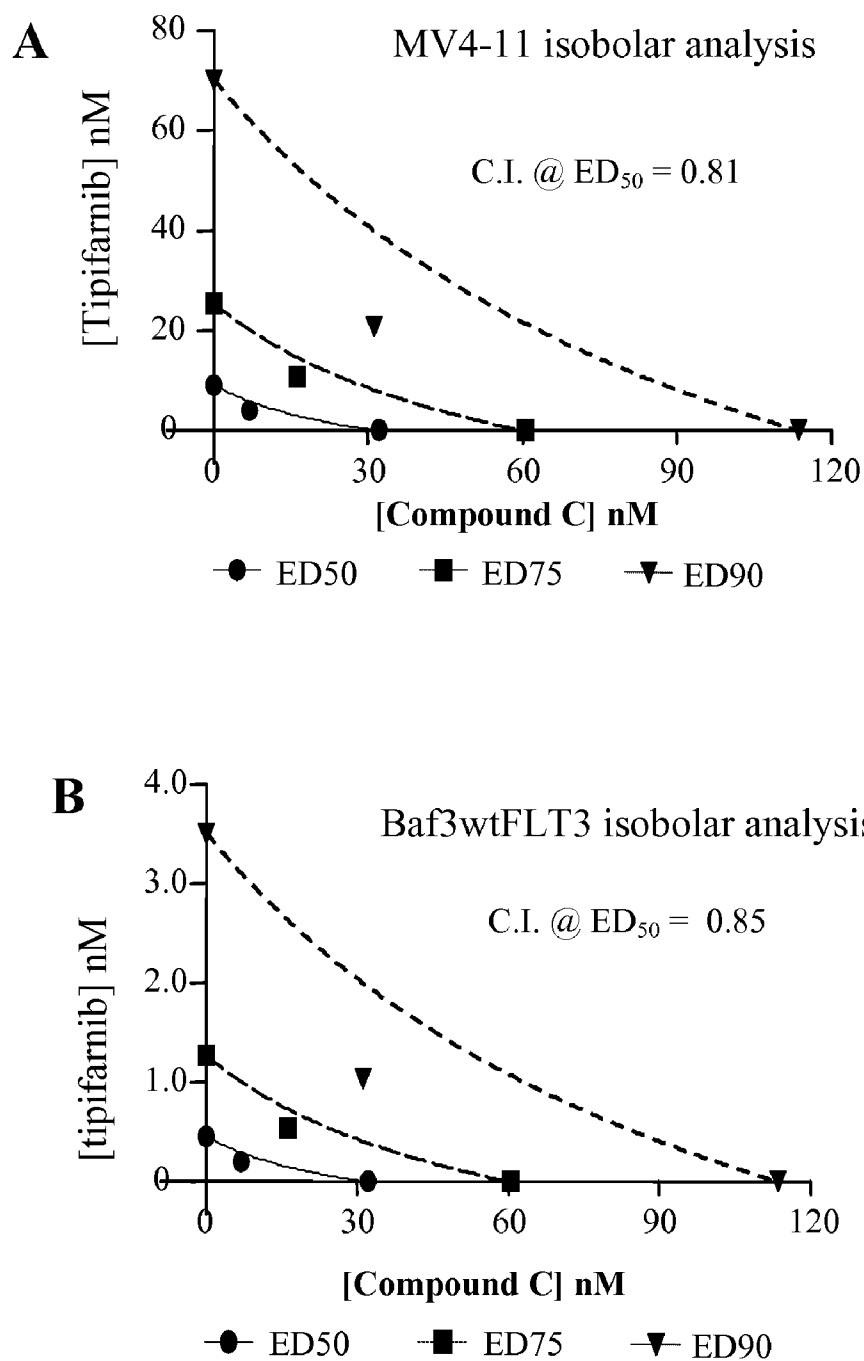 A
MV4-11 isobolar analysis
C.I. @ ED50 = 0.81
[Tipifarnib] nM
80
60
40
20
0
0 30 60 90 120
[Compound C] nM
ED50 ED75 ED90
B
Baf3wtFLT3 isobolar analysis
C.I. @ ED50 = 0.85
[tipifarnib] nM
4.0
3.0
2.0
1.0
0
0 30 60 90 120
[Compound C] nM
ED50 ED75 ED90